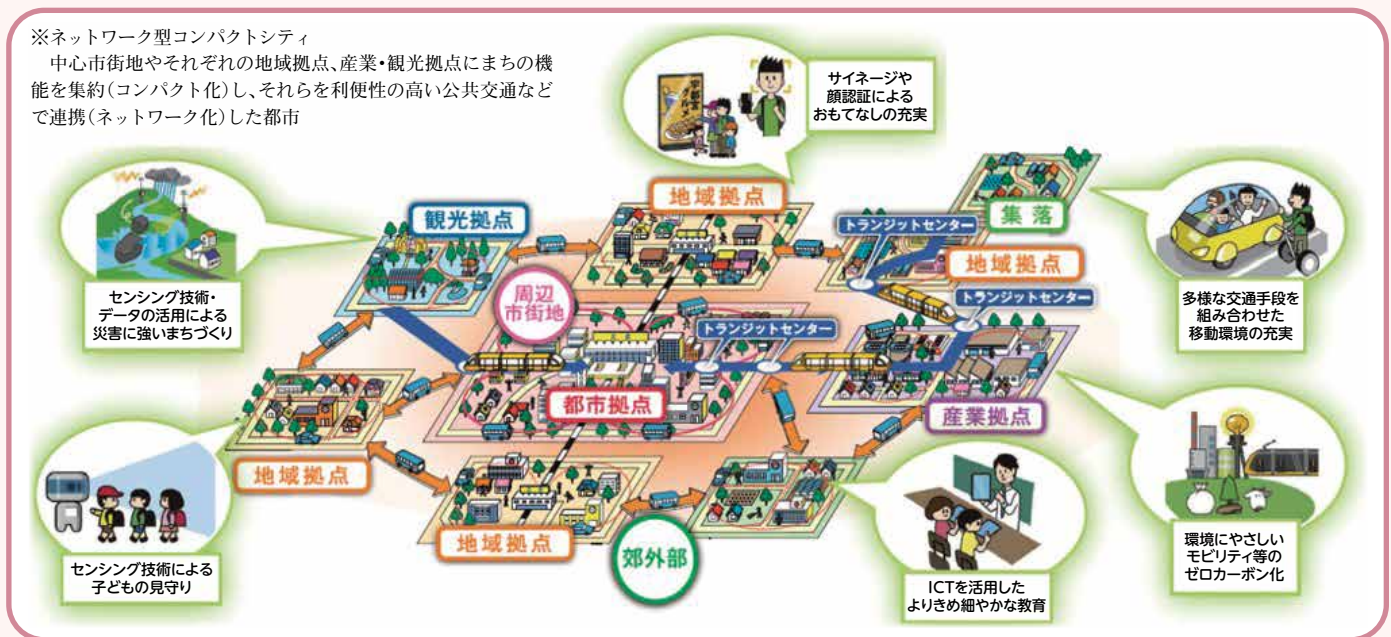 ※ネットワーク型コンパクトシティ
　中心市街地やそれぞれの地域拠点、産業・観光拠点にまちの機
能を集約(コンパクト化)し、それらを利便性の高い公共交通など
で連携(ネットワーク化)した都市
宇都宮
グルメ
サイネージや
顔認証による
おもてなしの充実
地域拠点
集落
観光拠点
トランジットセンター
地域拠点
多様な交通手段を
組み合わせた
移動環境の充実
センシング技術・
データの活用による
災害に強いまちづくり
周辺
市街地
トランジットセンター
トランジットセンター
都市拠点
産業拠点
地域拠点
地域拠点
郊外部
センシング技術による
子どもの見守り
ICTを活用した
よりきめ細やかな教育
環境にやさしい
モビリティ等の
ゼロカーボン化